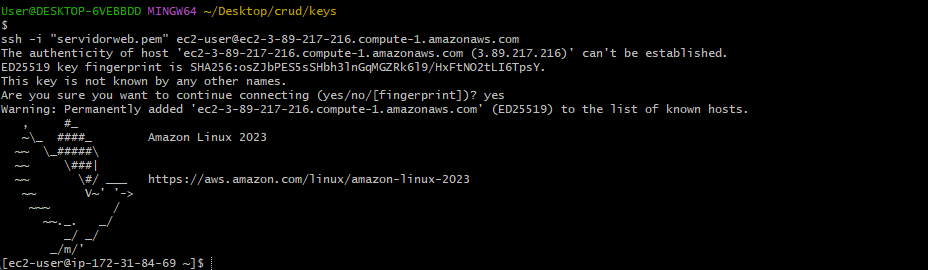 User@DESKTOP-6VEBBDD MINGW64 ~/Desktop/crud/keys
$
ssh -i "servidorweb.pem" ec2-user@ec2-3-89-217-216.compute-1.amazonaws.com
The authenticity of host 'ec2-3-89-217-216.compute-1.amazonaws.com (3.89.217.216)' can't be established.
ED25519 key fingerprint is SHA256:osZJbPES5sSHbh3lnGqMGZRk6l9/HxFtNO2tLI6TpsY.
This key is not known by any other names.
Are you sure you want to continue connecting (yes/no/[fingerprint])? yes
Warning: Permanently added 'ec2-3-89-217-216.compute-1.amazonaws.com' (ED25519) to the list of known hosts.
   ,     #_
   ~\_  ####_        Amazon Linux 2023
  ~~  \_#####\
  ~~     \###|
  ~~       \#/ ___   https://aws.amazon.com/linux/amazon-linux-2023
   ~~       V~' '->
    ~~~         /
      ~~._.   _/
         _/ _/
       _/m/'
[ec2-user@ip-172-31-84-69 ~]$